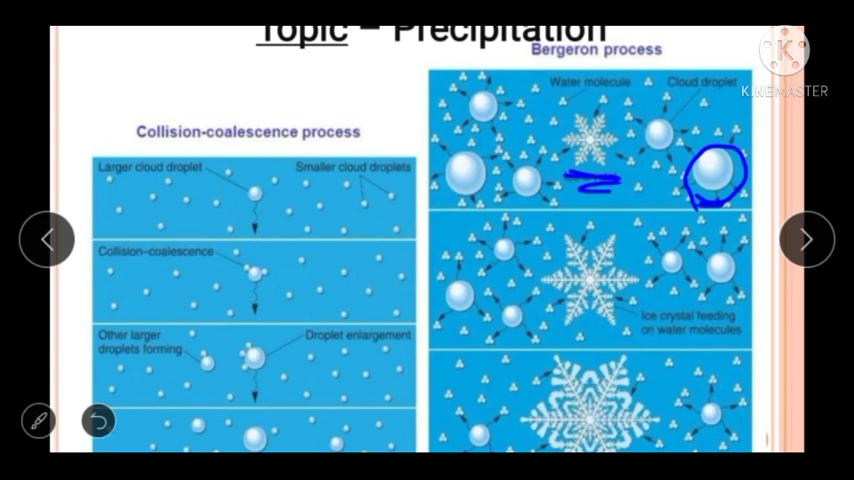 Topic – Precipitation
Bergeron process
K
KINEMASTER
Water molecule
Cloud droplet
Collision-coalescence process
Larger cloud droplet
Smaller cloud droplets
Collision–coalescence
Ice crystal feeding
on water molecules
Other larger
droplets forming
Droplet enlargement